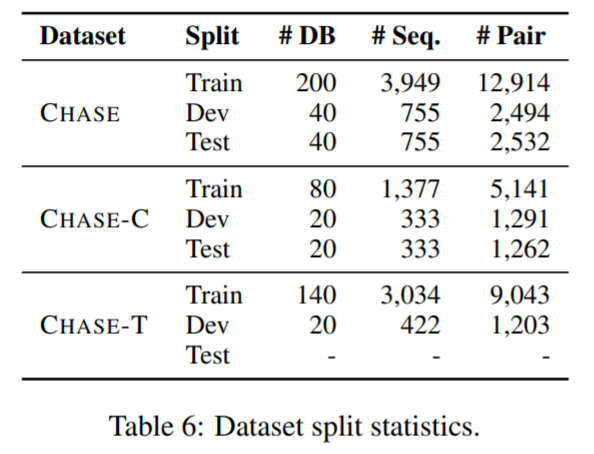 Dataset Split # DB # Seq. # Pair
Train 200 3,949 12,914
CHASE Dev 40 755 2,494
Test 40 755 2,532
Train 80 1,377 5,141
CHASE-C Dev 20 333 1,291
Test 20 333 1,262
Train 140 3,034 9,043
CHASE-T Dev 20 422 1,203
Test - - -
Table 6: Dataset split statistics.